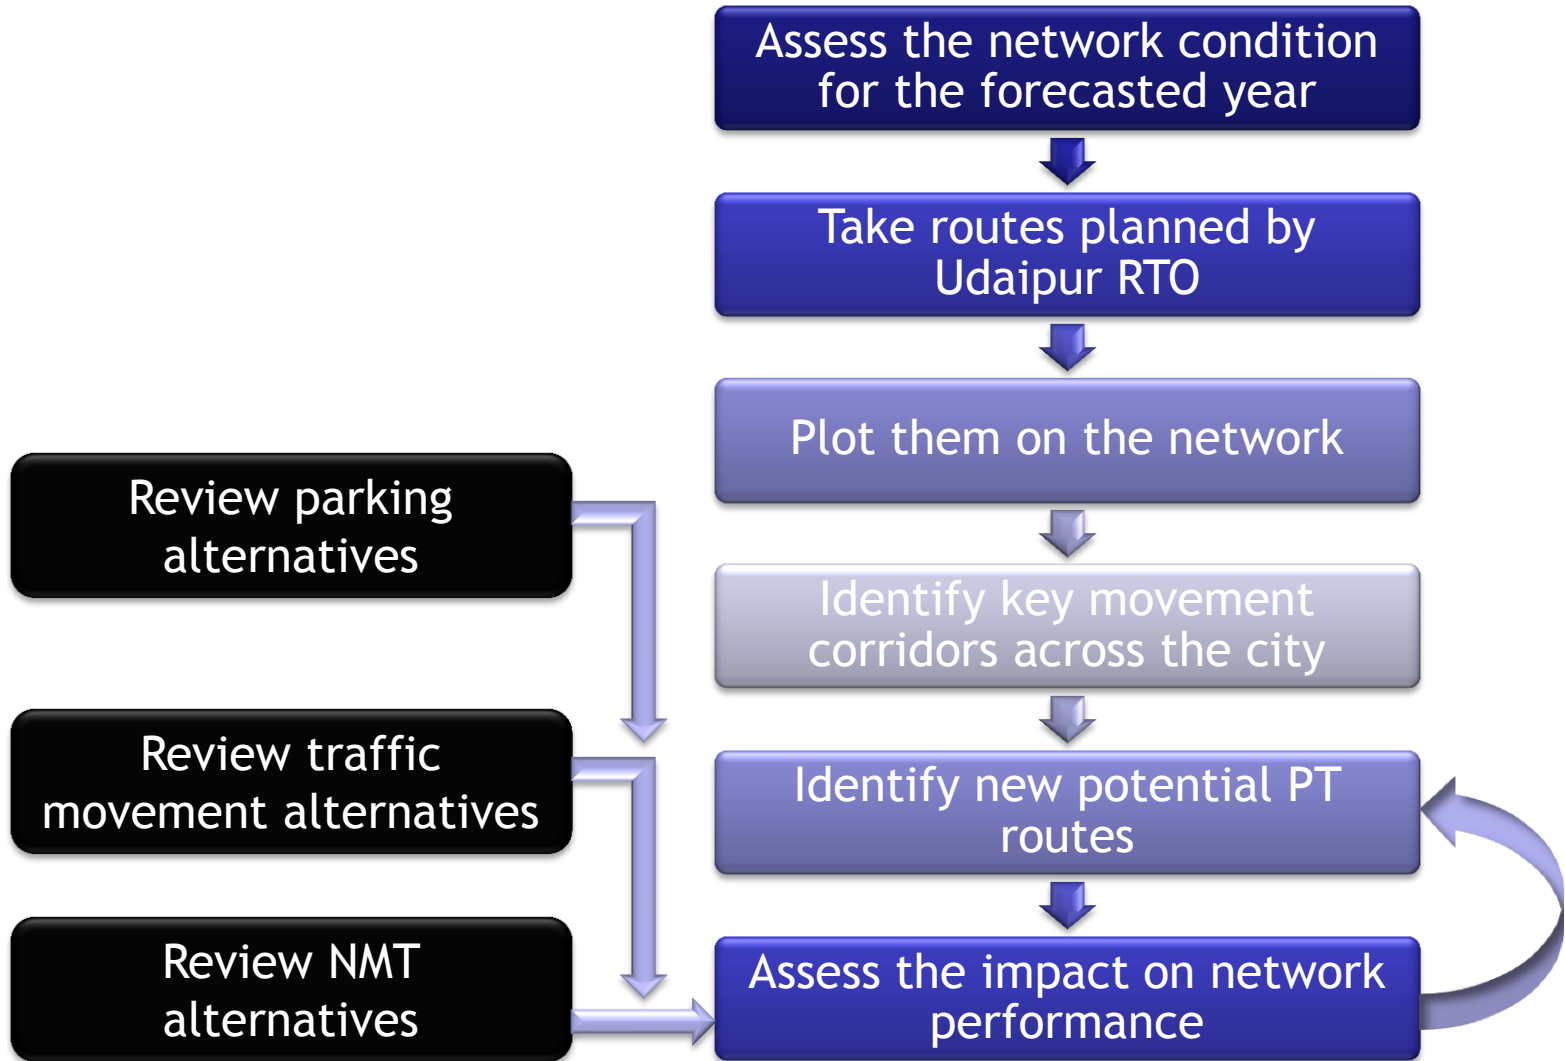 Assess the network condition
for the forecasted year
Take routes planned by
Udaipur RTO
Plot them on the network
Identify key movement
corridors across the city
Identify new potential PT
routes
Assess the impact on network
performance
Review parking
alternatives
Review traffic
movement alternatives
Review NMT
alternatives